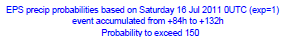 EPS precip probabilities based on Saturday 16 Jul 2011 0UTC (exp=1)
event accumulated from +84h to +132h
Probability to exceed 150